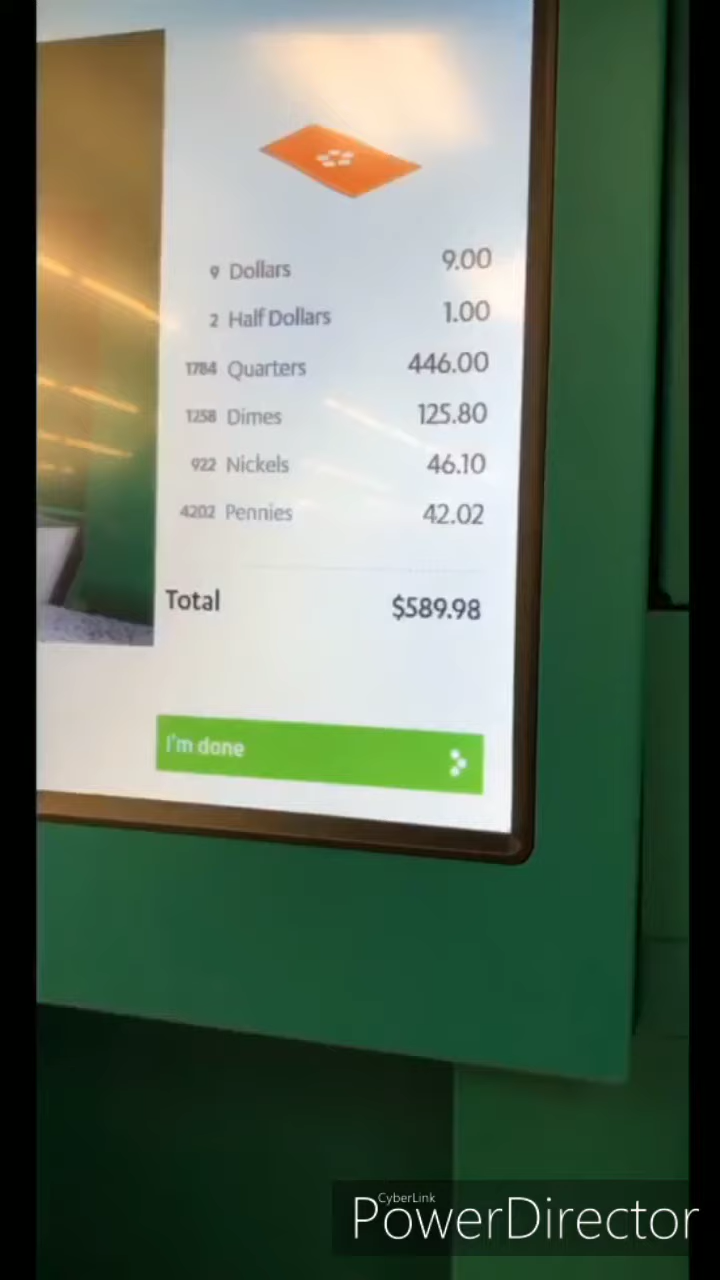 9 Dollars 9.00
2 Half Dollars 1.00
1784 Quarters 446.00
1258 Dimes 125.80
922 Nickels 46.10
4202 Pennies 42.02
Total $589.98
I'm done
CyberLink
PowerDirector